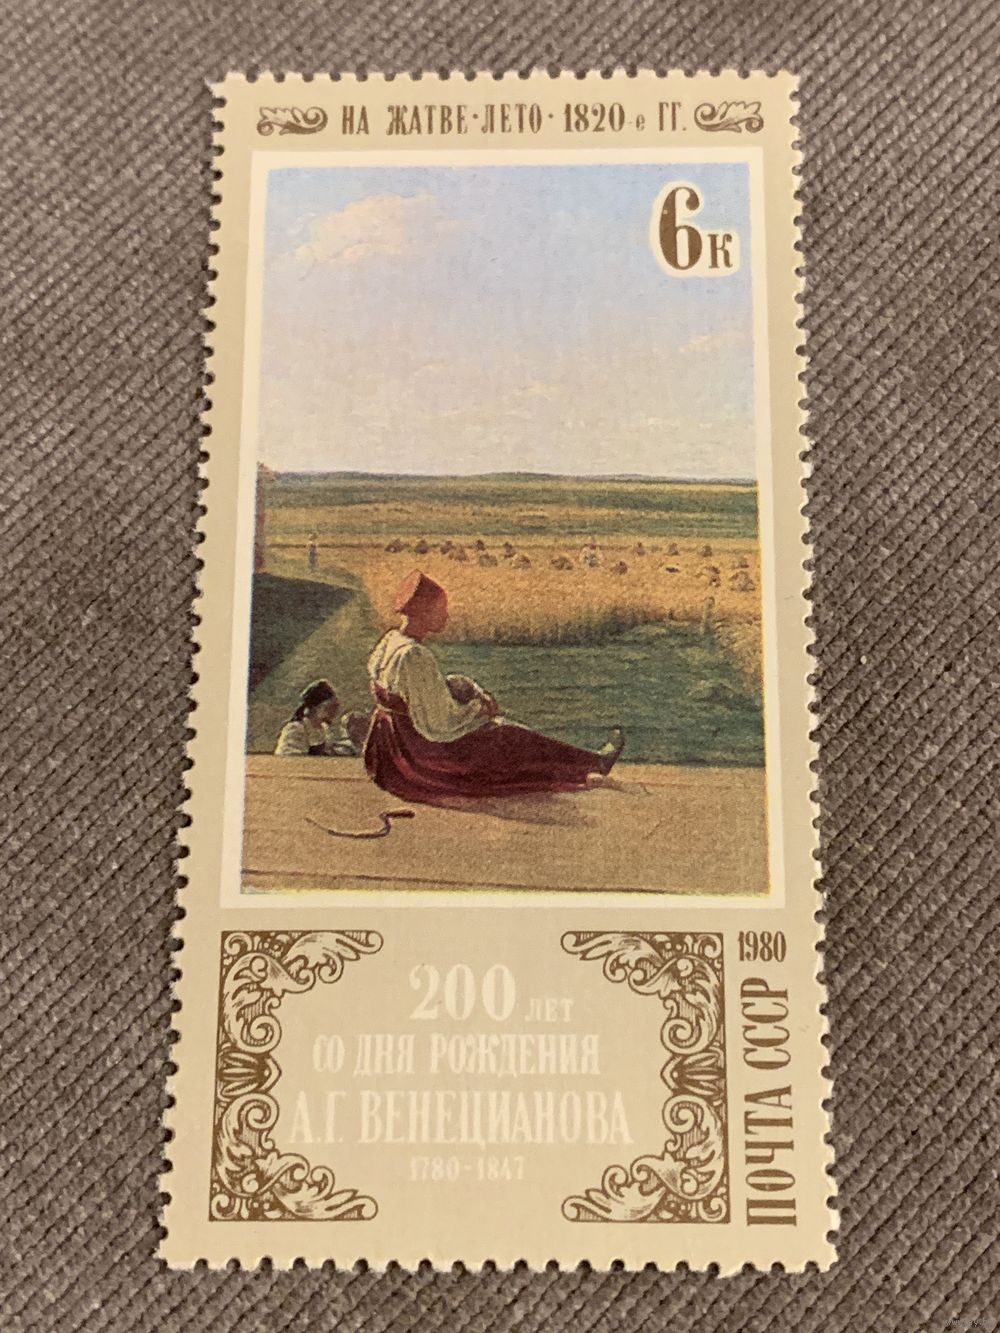 НА ЖАТВЕ·ЛЕТО·1820-е ГГ.
6к
200 ЛЕТ
СО ДНЯ РОЖДЕНИЯ
А.Г. ВЕНЕЦИАНОВА
1780-1847
1980
ПОЧТА СССР